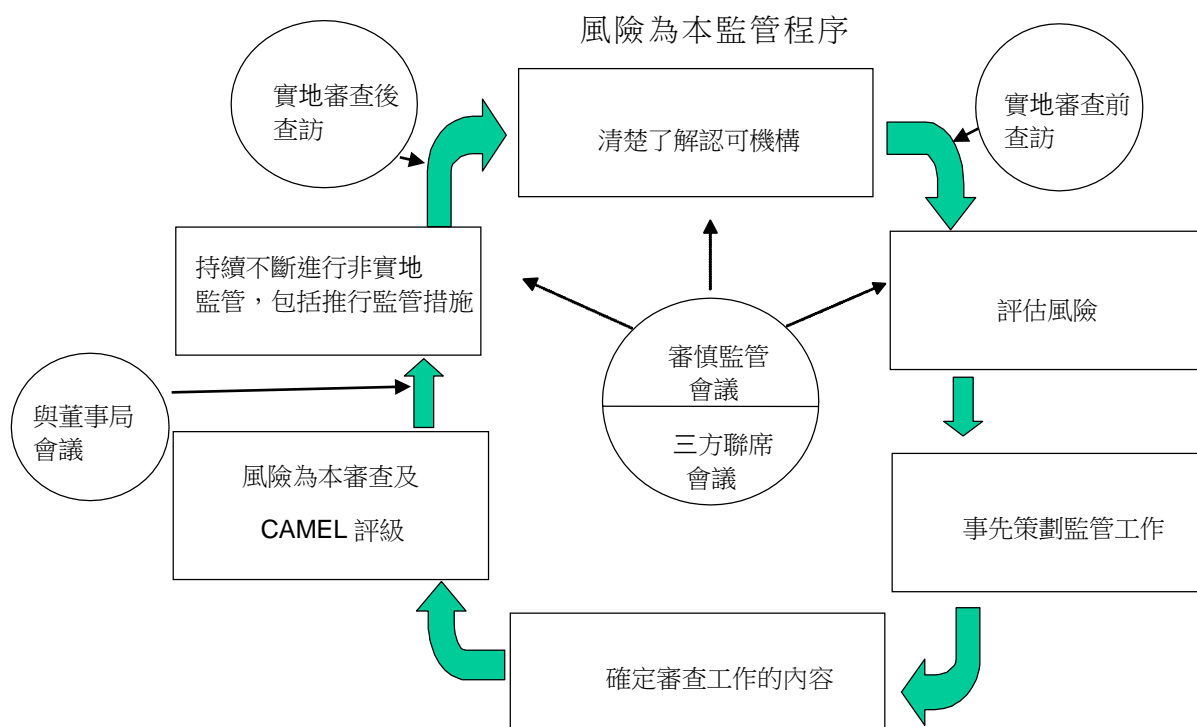 風險為本監管程序
實地審查後
查訪
清楚了解認可機構
實地審查前
查訪
持續不斷進行非實地
監管，包括推行監管措施
評估風險
審慎監管
會議
三方聯席
會議
與董事局
會議
風險為本審查及
CAMEL 評級
事先策劃監管工作
確定審查工作的內容